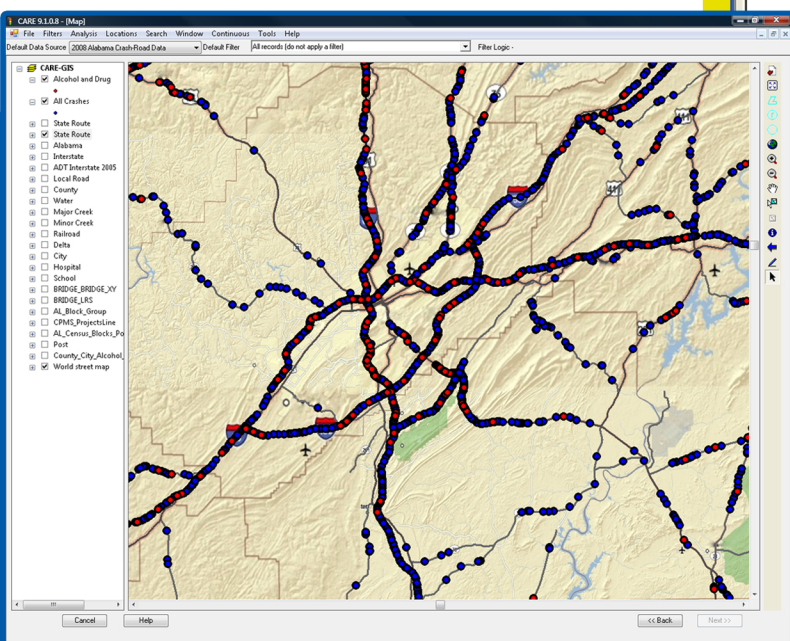 CARE 9.1.0.8 - [Map]
File Filters Analysis Locations Search Window Continuous Tools Help
Default Data Source 2008 Alabama Crash-Road Data Default Filter All records (do not apply a filter) Filter Logic -
CARE-GIS
Alcohol and Drug
All Crashes
State Route
State Route
Alabama
Interstate
ADT Interstate 2005
Local Road
County
Water
Major Creek
Minor Creek
Railroad
Delta
City
Hospital
School
BRIDGE_BRIDGE_XY
BRIDGE_LRS
AL_Block_Group
CPMS_ProjectsLine
AL_Census_Blocks_Po
Post
County_City_Alcohol_
World street map
411
Cancel Help << Back Next >>